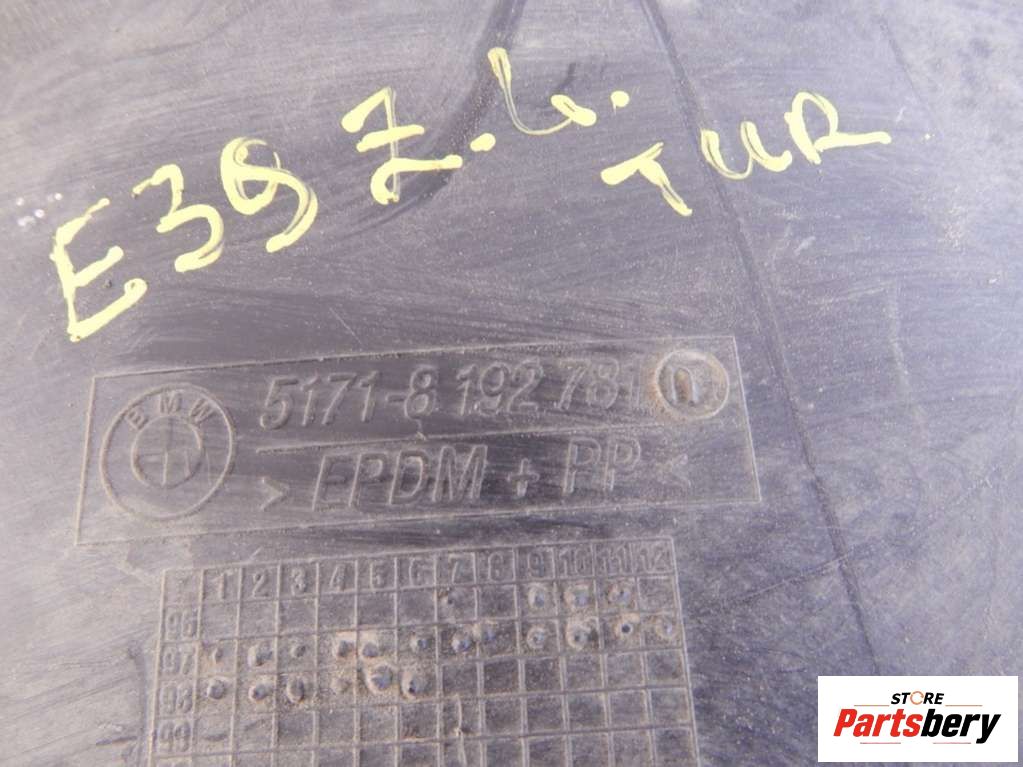 E39 Z.G.
TUR
BMW
5171-8 192 781
> EPDM + PP <
1 2 3 4 5 6 7 8 9 10 11 12
96
97
98
99
STORE
Partsbery